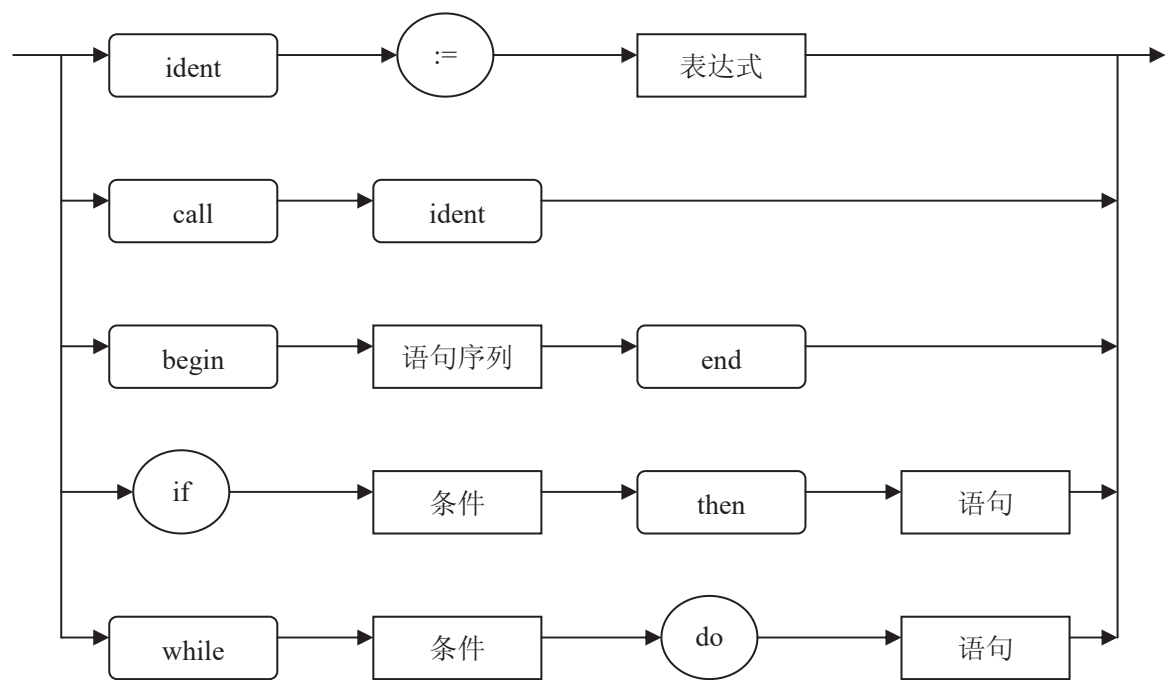 ident := 表达式
call ident
begin 语句序列 end
if 条件 then 语句
while 条件 do 语句